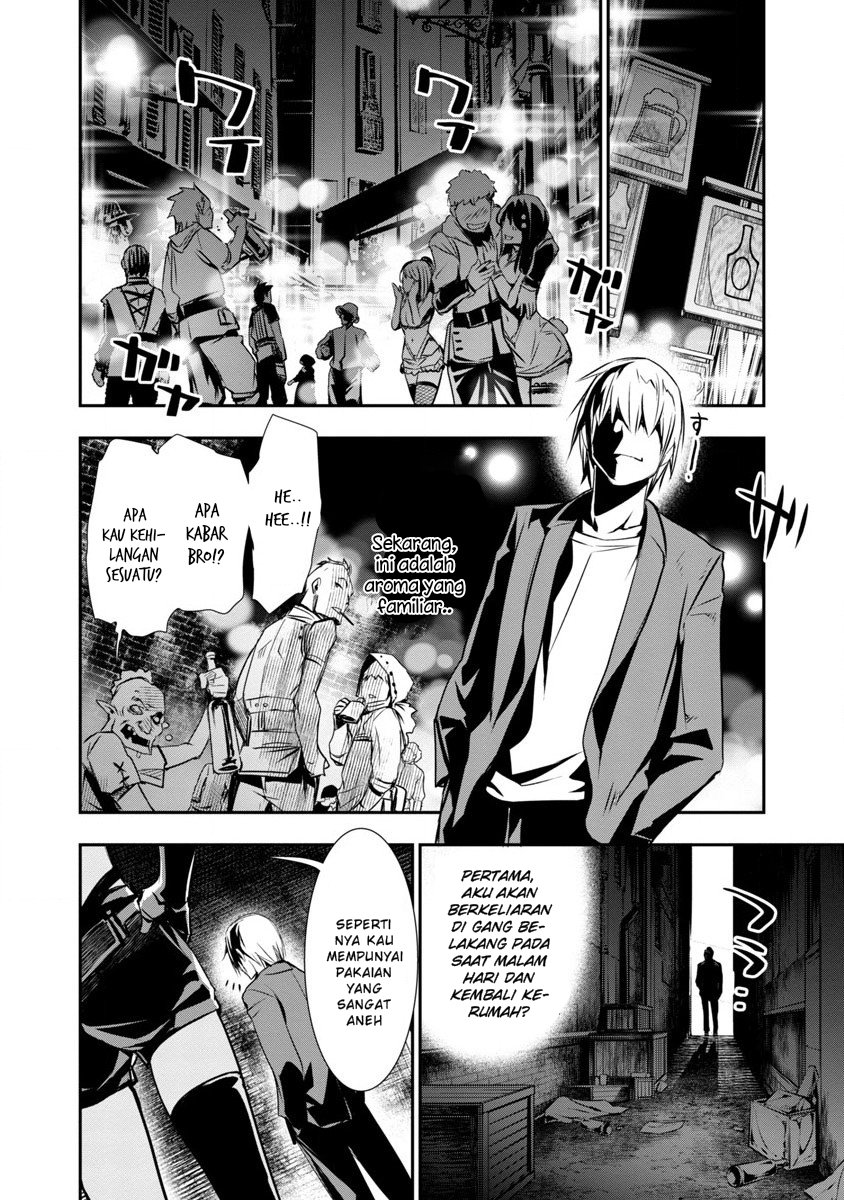 ワイ
ワイ
ガヤ
ガヤ
すー!
HE..
HEE..!!
APA
KABAR
BRO!?
APA
KAU KEHI-
LANGAN
SESUATU?
Sekarang,
ini adalah
aroma yang
familiar..
PERTAMA,
AKU AKAN
BERKELIARAN
DI GANG BE-
LAKANG PADA
SAAT MALAM
HARI DAN
KEMBALI KE-
RUMAH?
SEPERTI
NYA KAU
MEMPUNYAI
PAKAIAN
YANG
SANGAT
ANEH